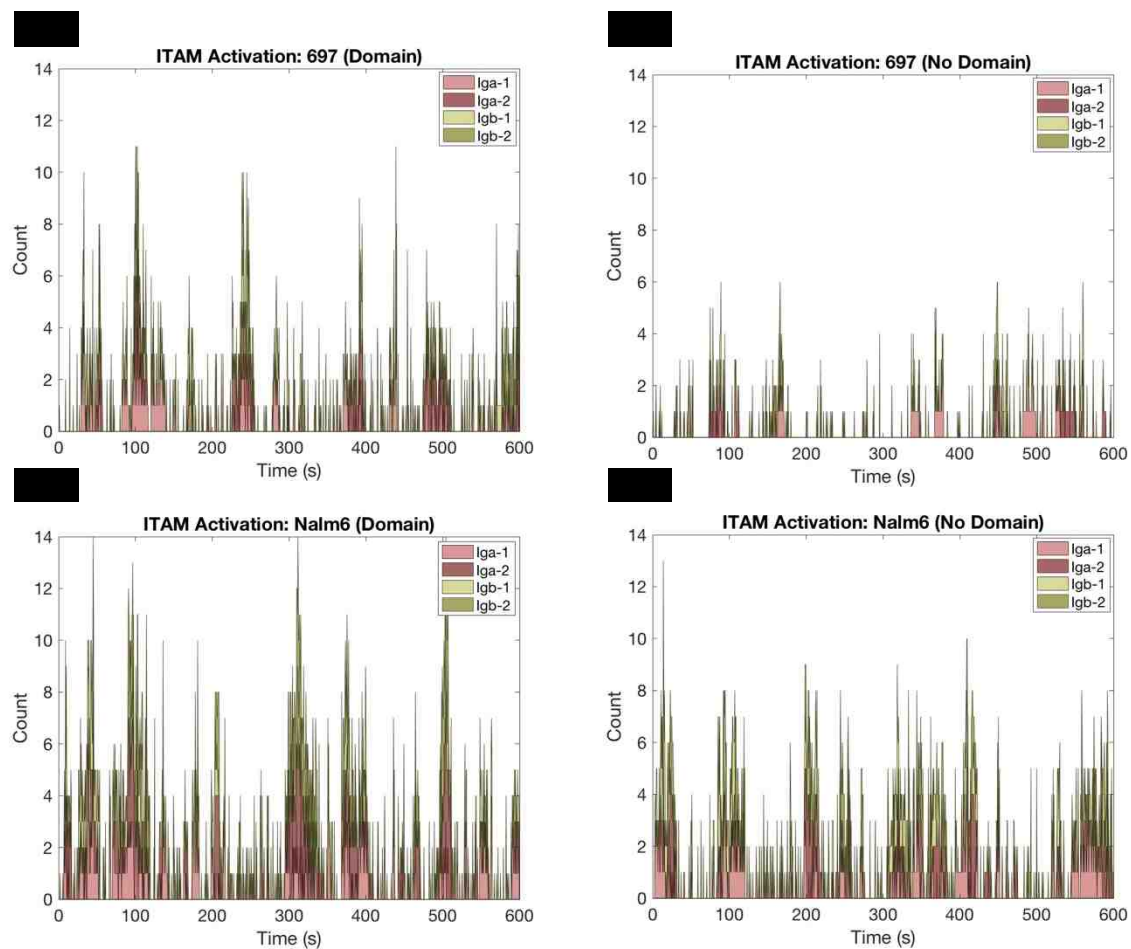 ITAM Activation: 697 (Domain)
14
12
10
8
6
4
2
0
Count
Iga-1
Iga-2
Igb-1
Igb-2
0 100 200 300 400 500 600
Time (s)
ITAM Activation: 697 (No Domain)
14
12
10
8
6
4
2
0
Count
Iga-1
Iga-2
Igb-1
Igb-2
0 100 200 300 400 500 600
Time (s)
ITAM Activation: Nalm6 (Domain)
14
12
10
8
6
4
2
0
Count
Iga-1
Iga-2
Igb-1
Igb-2
0 100 200 300 400 500 600
Time (s)
ITAM Activation: Nalm6 (No Domain)
14
12
10
8
6
4
2
0
Count
Iga-1
Iga-2
Igb-1
Igb-2
0 100 200 300 400 500 600
Time (s)